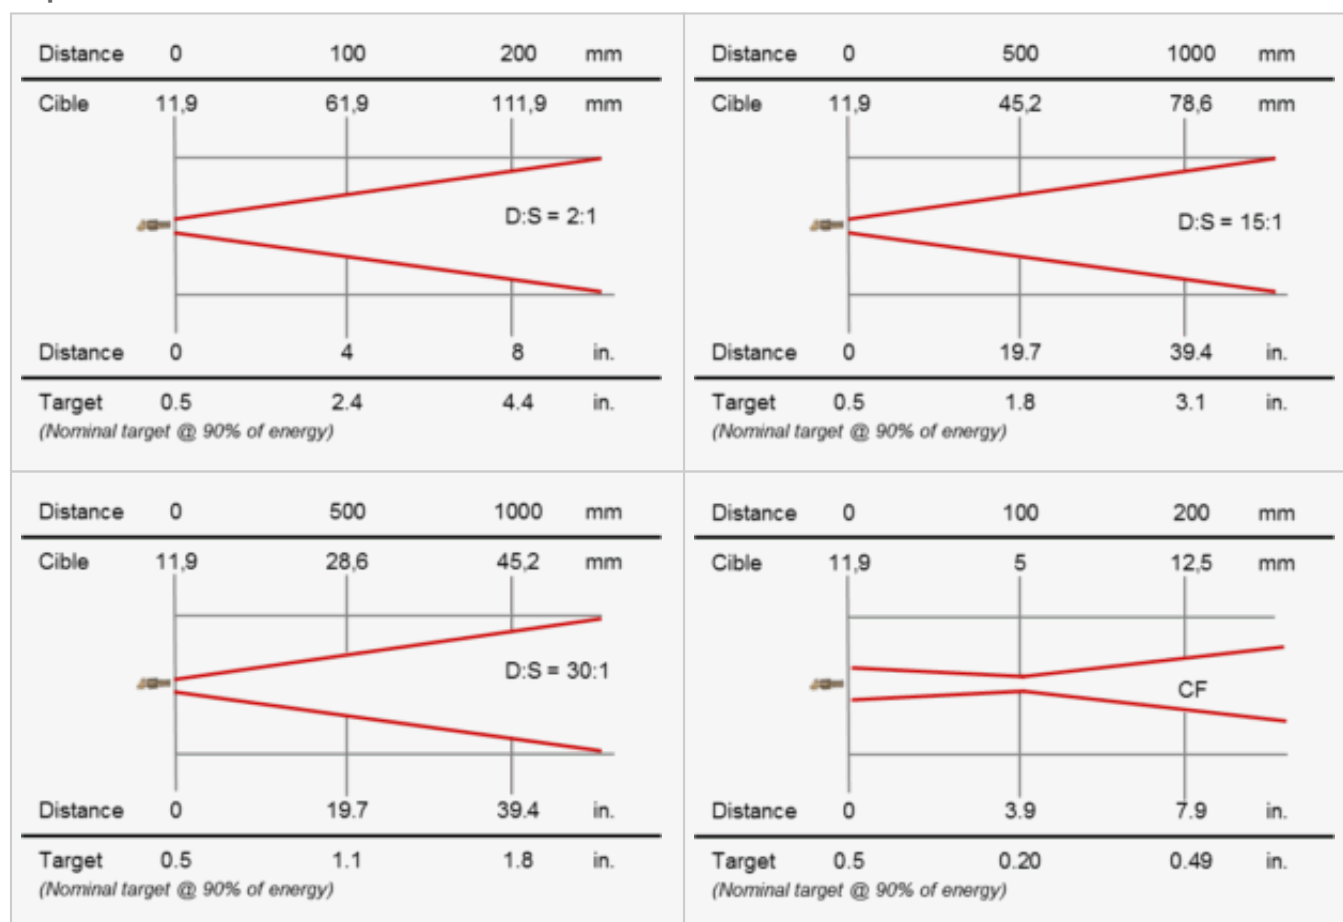 Distance 0 100 200 mm
Cible 11,9 61,9 111,9 mm
D:S = 2:1
Distance 0 4 8 in.
Target 0.5 2.4 4.4 in.
(Nominal target @ 90% of energy)
Distance 0 500 1000 mm
Cible 11,9 45,2 78,6 mm
D:S = 15:1
Distance 0 19.7 39.4 in.
Target 0.5 1.8 3.1 in.
(Nominal target @ 90% of energy)
Distance 0 500 1000 mm
Cible 11,9 28,6 45,2 mm
D:S = 30:1
Distance 0 19.7 39.4 in.
Target 0.5 1.1 1.8 in.
(Nominal target @ 90% of energy)
Distance 0 100 200 mm
Cible 11,9 5 12,5 mm
CF
Distance 0 3.9 7.9 in.
Target 0.5 0.20 0.49 in.
(Nominal target @ 90% of energy)